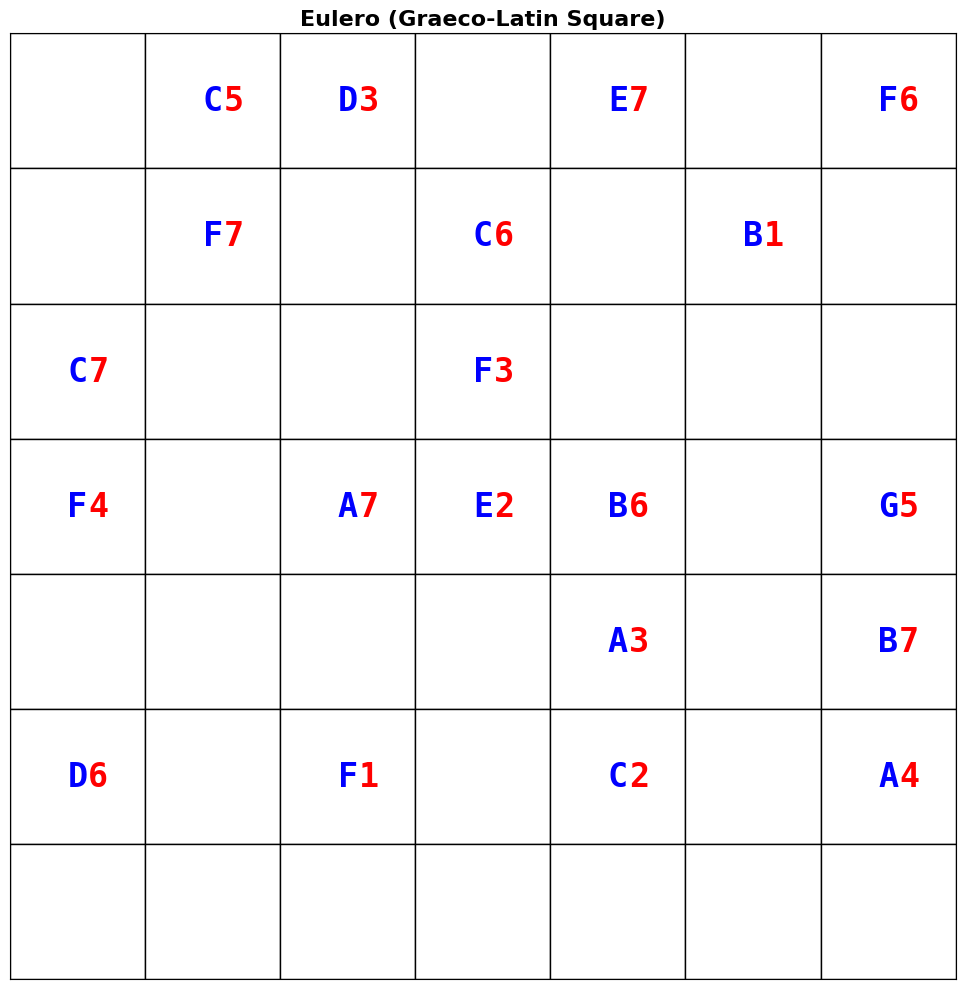 Eulero (Graeco-Latin Square)
C5 D3 E7 F6
F7 C6 B1
C7 F3
F4 A7 E2 B6 G5
A3 B7
D6 F1 C2 A4